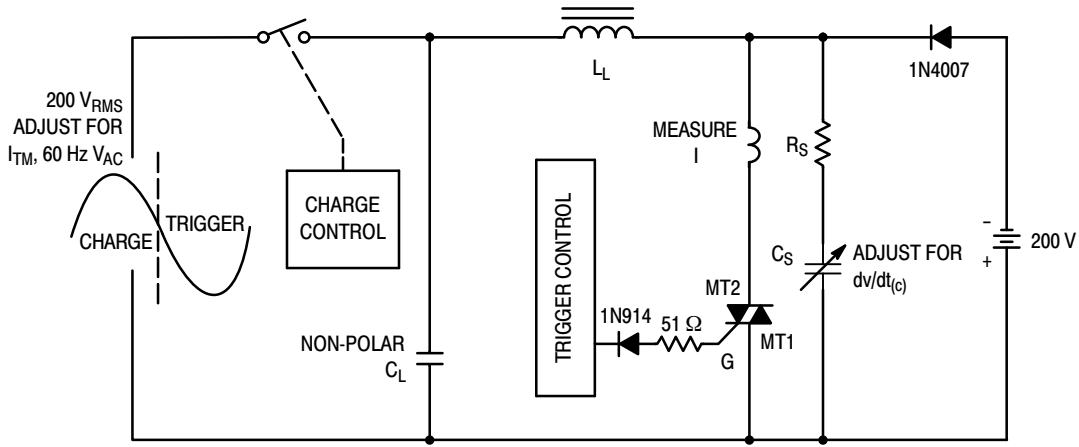 200 V_RMS
ADJUST FOR
I_TM, 60 Hz V_AC
CHARGE
TRIGGER
CHARGE
CONTROL
NON-POLAR
C_L
L_L
TRIGGER CONTROL
MEASURE
I
1N914
51 Ω
MT2
MT1
G
R_S
C_S
ADJUST FOR
dv/dt_(c)
1N4007
-
+
200 V